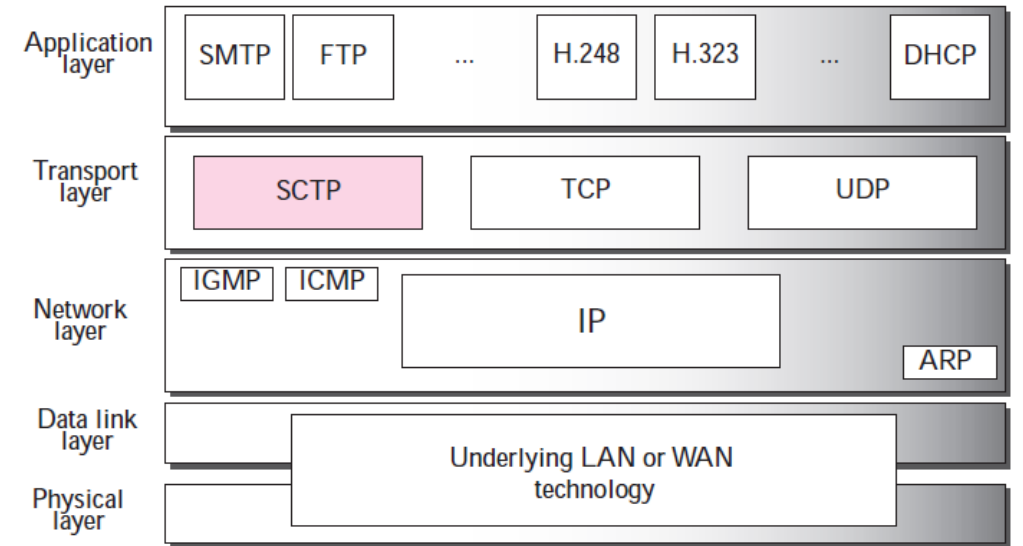 Application
layer
SMTP
FTP
...
H.248
H.323
...
DHCP
Transport
layer
SCTP
TCP
UDP
Network
layer
IGMP
ICMP
IP
ARP
Data link
layer
Underlying LAN or WAN
technology
Physical
layer